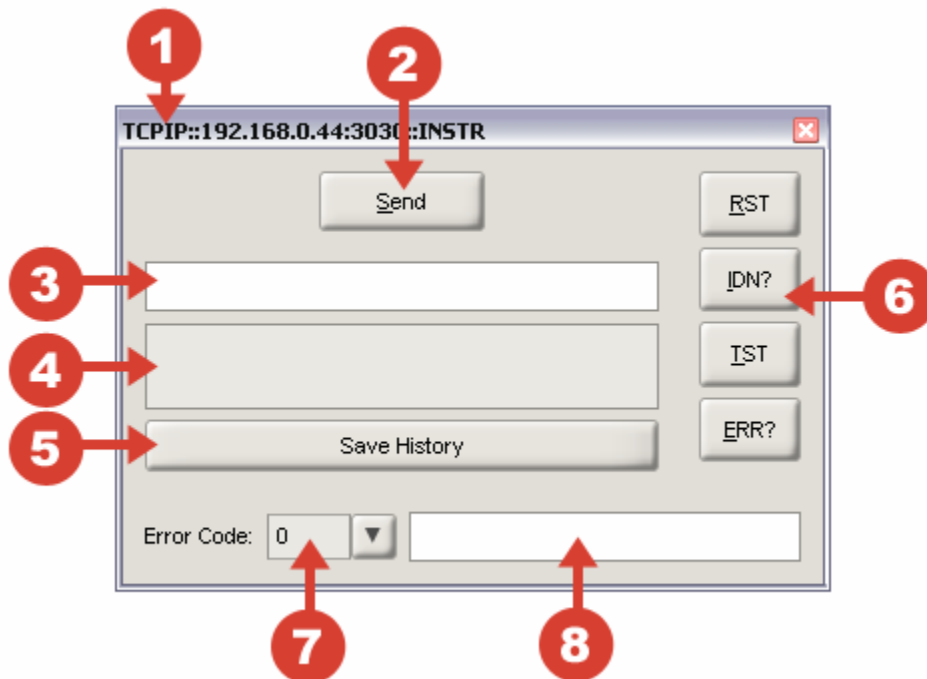 1
2
TCPIP::192.168.0.44:3030::INSTR
Send
RST
3
IDN?
6
4
TST
5
Save History
ERR?
Error Code: 0
7
8